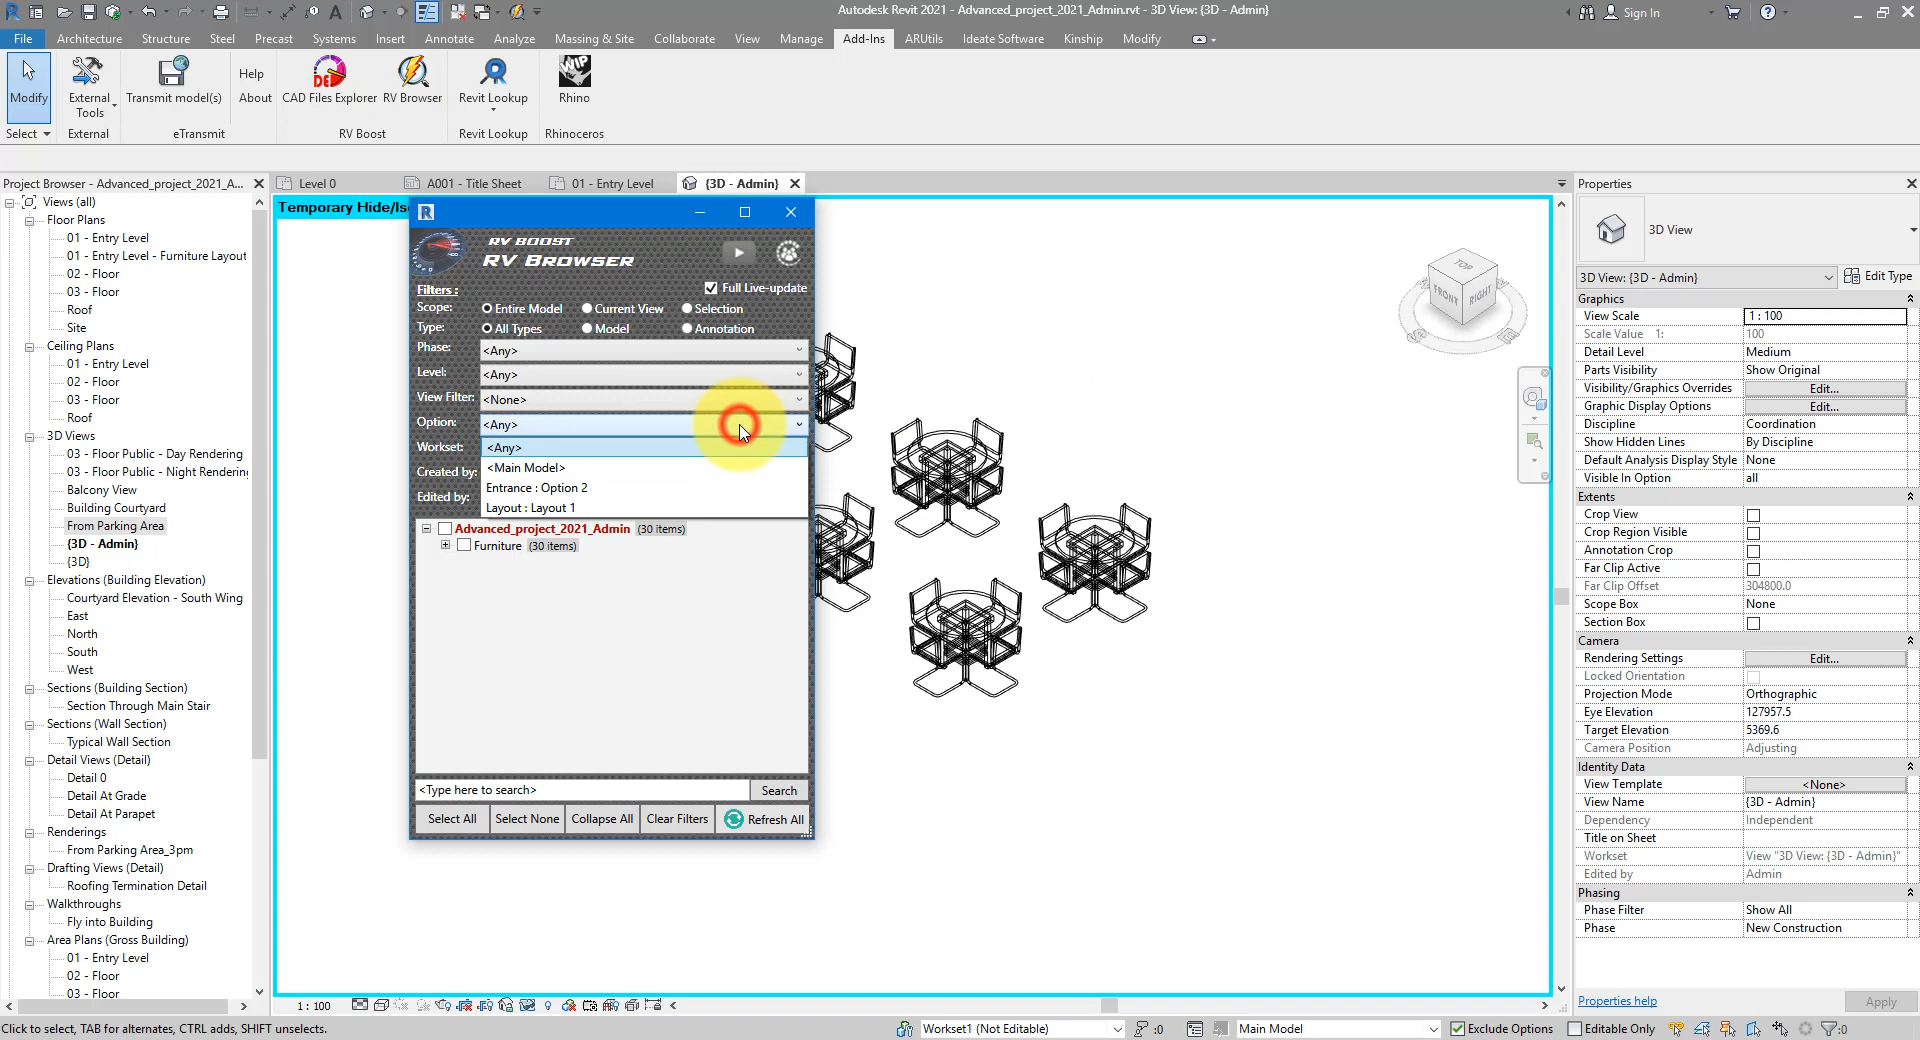 Autodesk Revit 2021 - Advanced_project_2021_Admin.rvt - 3D View: {3D - Admin}
Sign In
File Architecture Structure Steel Precast Systems Insert Annotate Analyze Massing & Site Collaborate View Manage Add-Ins ARUtils Ideate Software Kinship Modify
Modify
External Tools
Transmit model(s)
Help
About
CAD Files Explorer
RV Browser
Revit Lookup
WIP
Rhino
Select External eTransmit RV Boost Revit Lookup Rhinoceros
Project Browser - Advanced_project_2021_A...
Views (all)
Floor Plans
01 - Entry Level
01 - Entry Level - Furniture Layout
02 - Floor
03 - Floor
Roof
Site
Ceiling Plans
01 - Entry Level
02 - Floor
03 - Floor
Roof
3D Views
03 - Floor Public - Day Rendering
03 - Floor Public - Night Renderin
Balcony View
Building Courtyard
From Parking Area
{3D - Admin}
{3D}
Elevations (Building Elevation)
Courtyard Elevation - South Wing
East
North
South
West
Sections (Building Section)
Section Through Main Stair
Sections (Wall Section)
Typical Wall Section
Detail Views (Detail)
Detail 0
Detail At Grade
Detail At Parapet
Renderings
From Parking Area_3pm
Drafting Views (Detail)
Roofing Termination Detail
Walkthroughs
Fly into Building
Area Plans (Gross Building)
01 - Entry Level
02 - Floor
03 - Floor
Level 0 A001 - Title Sheet 01 - Entry Level {3D - Admin}
Temporary Hide/Is
RV BOOST
RV BROWSER
Filters :
Full Live-update
Scope: Entire Model Current View Selection
Type: All Types Model Annotation
Phase: <Any>
Level: <Any>
View Filter: <None>
Option: <Any>
Workset: <Any>
<Main Model>
Created by:
Entrance : Option 2
Edited by:
Layout : Layout 1
Advanced_project_2021_Admin (30 items)
Furniture (30 items)
<Type here to search> Search
Select All Select None Collapse All Clear Filters Refresh All
TOP
FRONT
RIGHT
Properties
3D View
3D View: {3D - Admin} Edit Type
Graphics
View Scale 1 : 100
Scale Value 1: 100
Detail Level Medium
Parts Visibility Show Original
Visibility/Graphics Overrides Edit...
Graphic Display Options Edit...
Discipline Coordination
Show Hidden Lines By Discipline
Default Analysis Display Style None
Visible In Option all
Extents
Crop View
Crop Region Visible
Annotation Crop
Far Clip Active
Far Clip Offset 304800.0
Scope Box None
Section Box
Camera
Rendering Settings Edit...
Locked Orientation
Projection Mode Orthographic
Eye Elevation 127957.5
Target Elevation 5369.6
Camera Position Adjusting
Identity Data
View Template <None>
View Name {3D - Admin}
Dependency Independent
Title on Sheet
Workset View "3D View: {3D - Admin}"
Edited by Admin
Phasing
Phase Filter Show All
Phase New Construction
Properties help Apply
1 : 100
Click to select, TAB for alternates, CTRL adds, SHIFT unselects.
Workset1 (Not Editable) :0 Main Model Exclude Options Editable Only :0